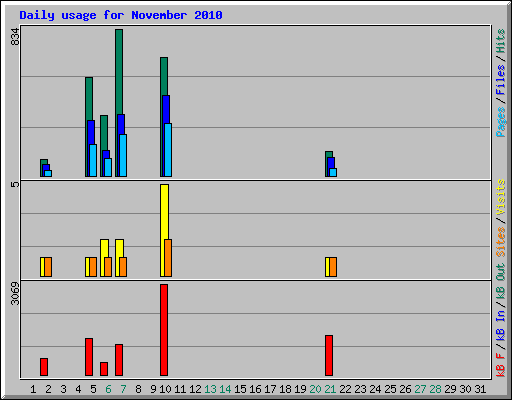 Daily usage for November 2010
834
5
3069
Pages / Files / Hits
Sites / Visits
kB F / kB In / kB Out
1 2 3 4 5 6 7 8 9 10 11 12 13 14 15 16 17 18 19 20 21 22 23 24 25 26 27 28 29 30 31